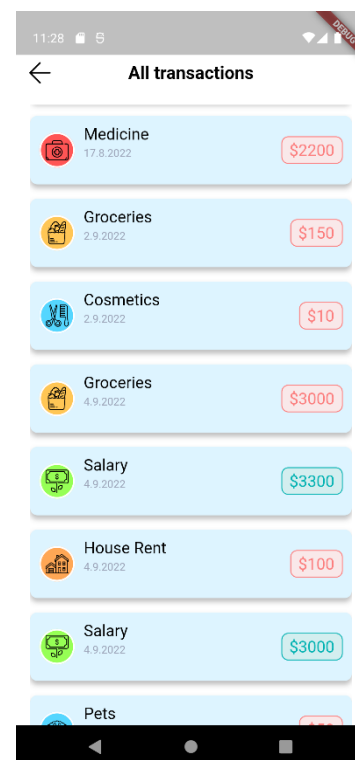 11:28
DEBUG
All transactions
Medicine
17.8.2022
$2200
Groceries
2.9.2022
$150
Cosmetics
2.9.2022
$10
Groceries
4.9.2022
$3000
Salary
4.9.2022
$3300
House Rent
4.9.2022
$100
Salary
4.9.2022
$3000
Pets